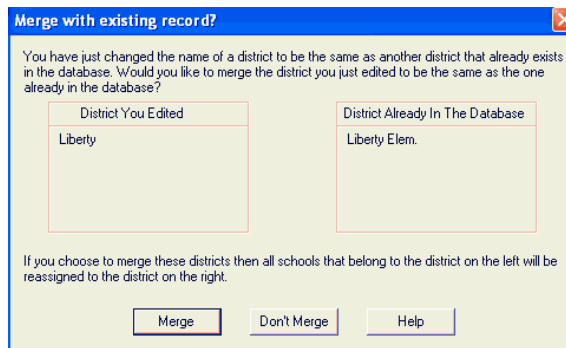 Merge with existing record?
You have just changed the name of a district to be the same as another district that already exists
in the database. Would you like to merge the district you just edited to be the same as the one
already in the database?
District You Edited
Liberty
District Already In The Database
Liberty Elem.
If you choose to merge these districts then all schools that belong to the district on the left will be
reassigned to the district on the right.
Merge
Don't Merge
Help